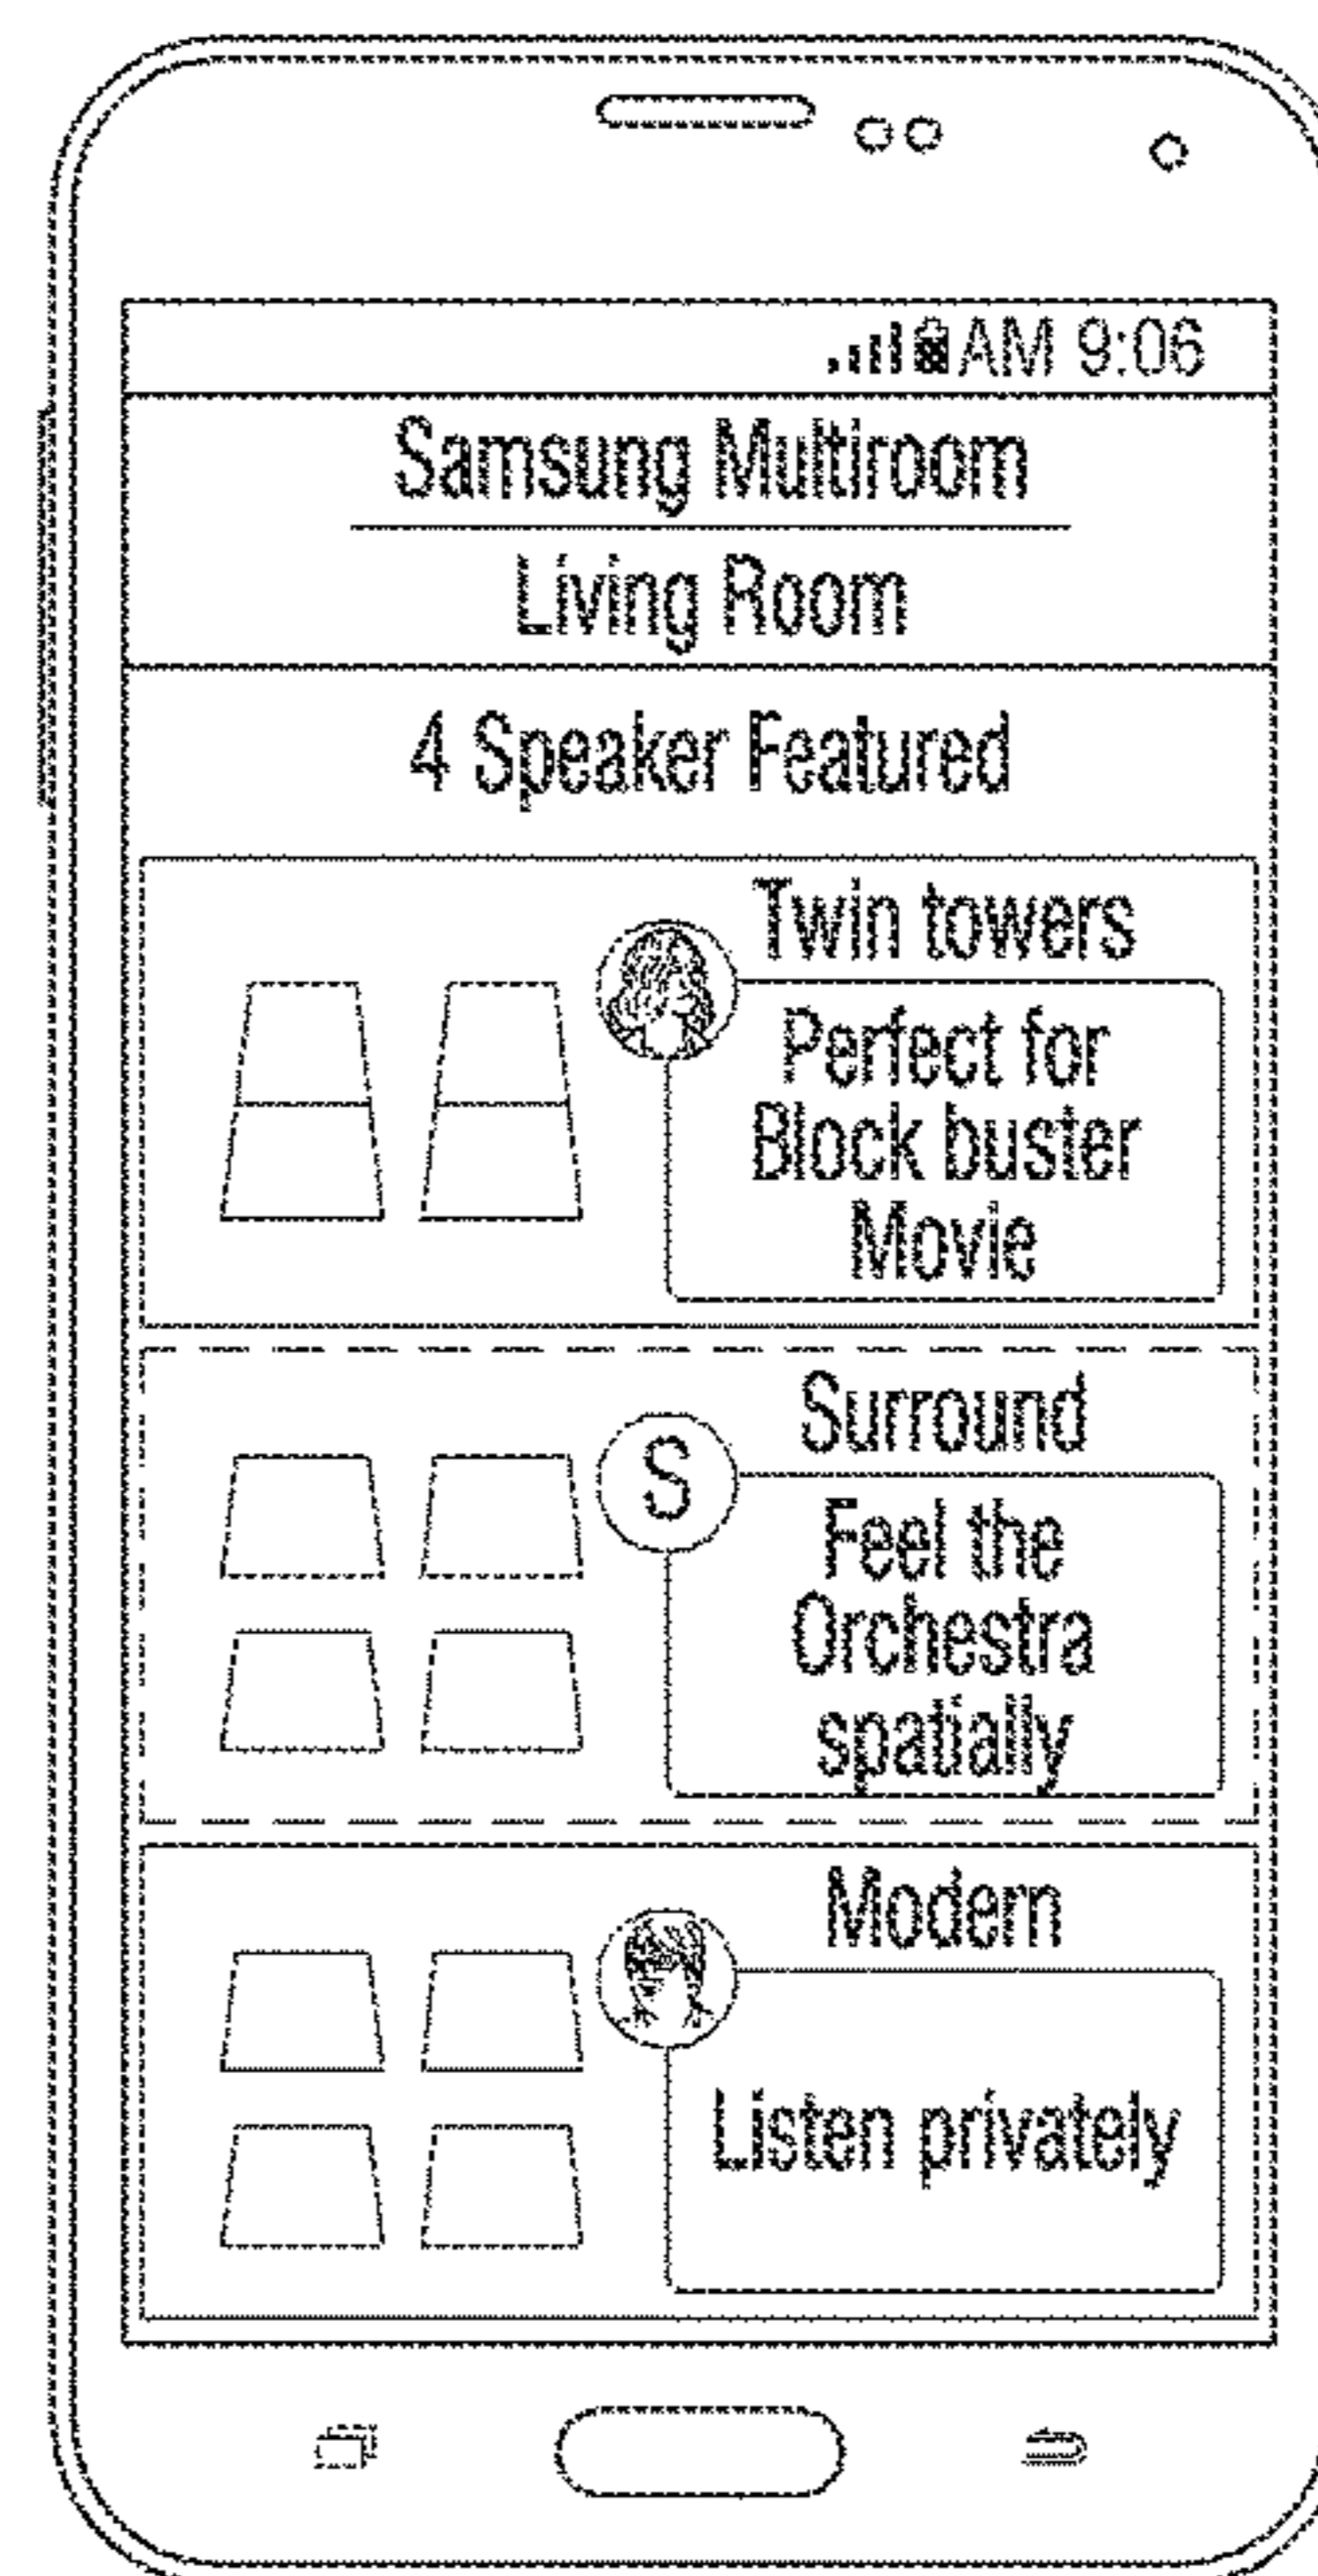 AM 9:06
Samsung Multiroom
Living Room
4 Speaker Featured
Twin towers
Perfect for
Block buster
Movie
Surround
S
Feel the
Orchestra
spatially
Modern
Listen privately